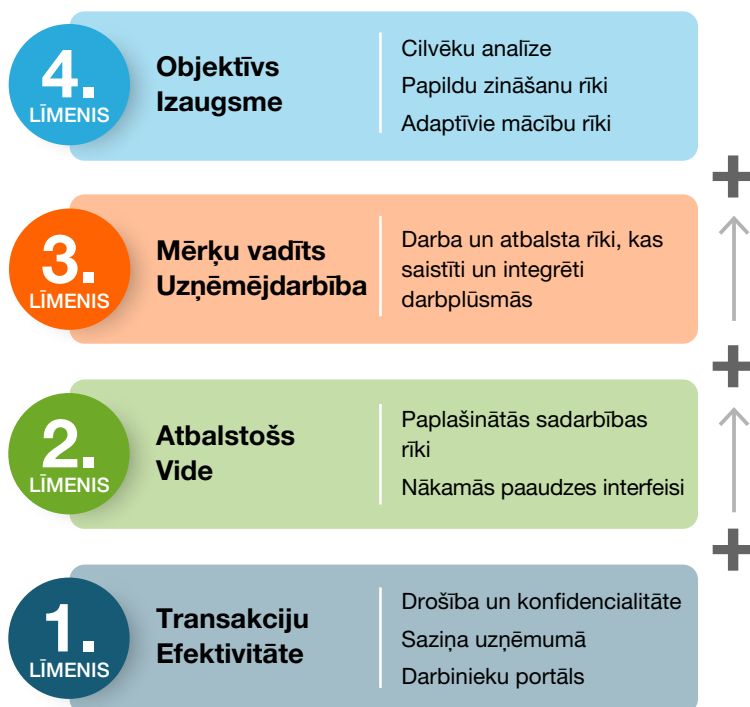 4.
LĪMENIS
Objektīvs
Izaugsme
Cilvēku analīze
Papildu zināšanu rīki
Adaptīvie mācību rīki
+
3.
LĪMENIS
Mērķu vadīts
Uzņēmējdarbība
Darba un atbalsta rīki, kas
saistīti un integrēti
darbplūsmās
+
2.
LĪMENIS
Atbalstošs
Vide
Paplašinātās sadarbības
rīki
Nākamās paaudzes interfeisi
+
1.
LĪMENIS
Transakciju
Efektivitāte
Drošība un konfidencialitāte
Saziņa uzņēmumā
Darbinieku portāls